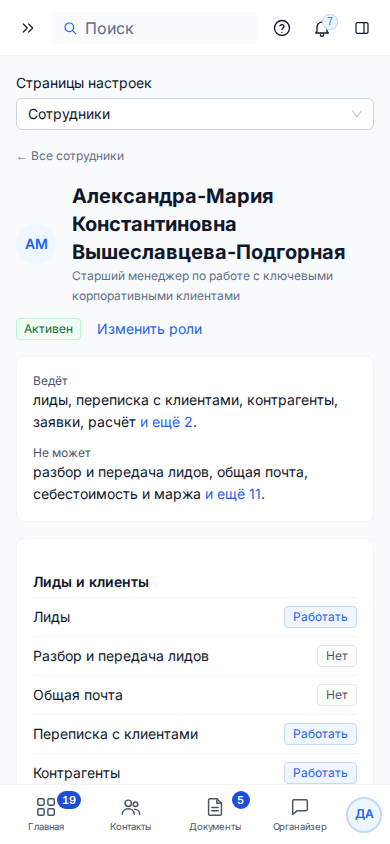 Поиск
7
Страницы настроек
Сотрудники
← Все сотрудники
АМ
Александра-Мария
Константиновна
Вышеславцева-Подгорная
Старший менеджер по работе с ключевыми
корпоративными клиентами
Активен
Изменить роли
Ведёт
лиды, переписка с клиентами, контрагенты,
заявки, расчёт и ещё 2.
Не может
разбор и передача лидов, общая почта,
себестоимость и маржа и ещё 11.
Лиды и клиенты
Лиды Работать
Разбор и передача лидов Нет
Общая почта Нет
Переписка с клиентами Работать
Контрагенты Работать
19 5
Главная Контакты Документы Органайзер ДА